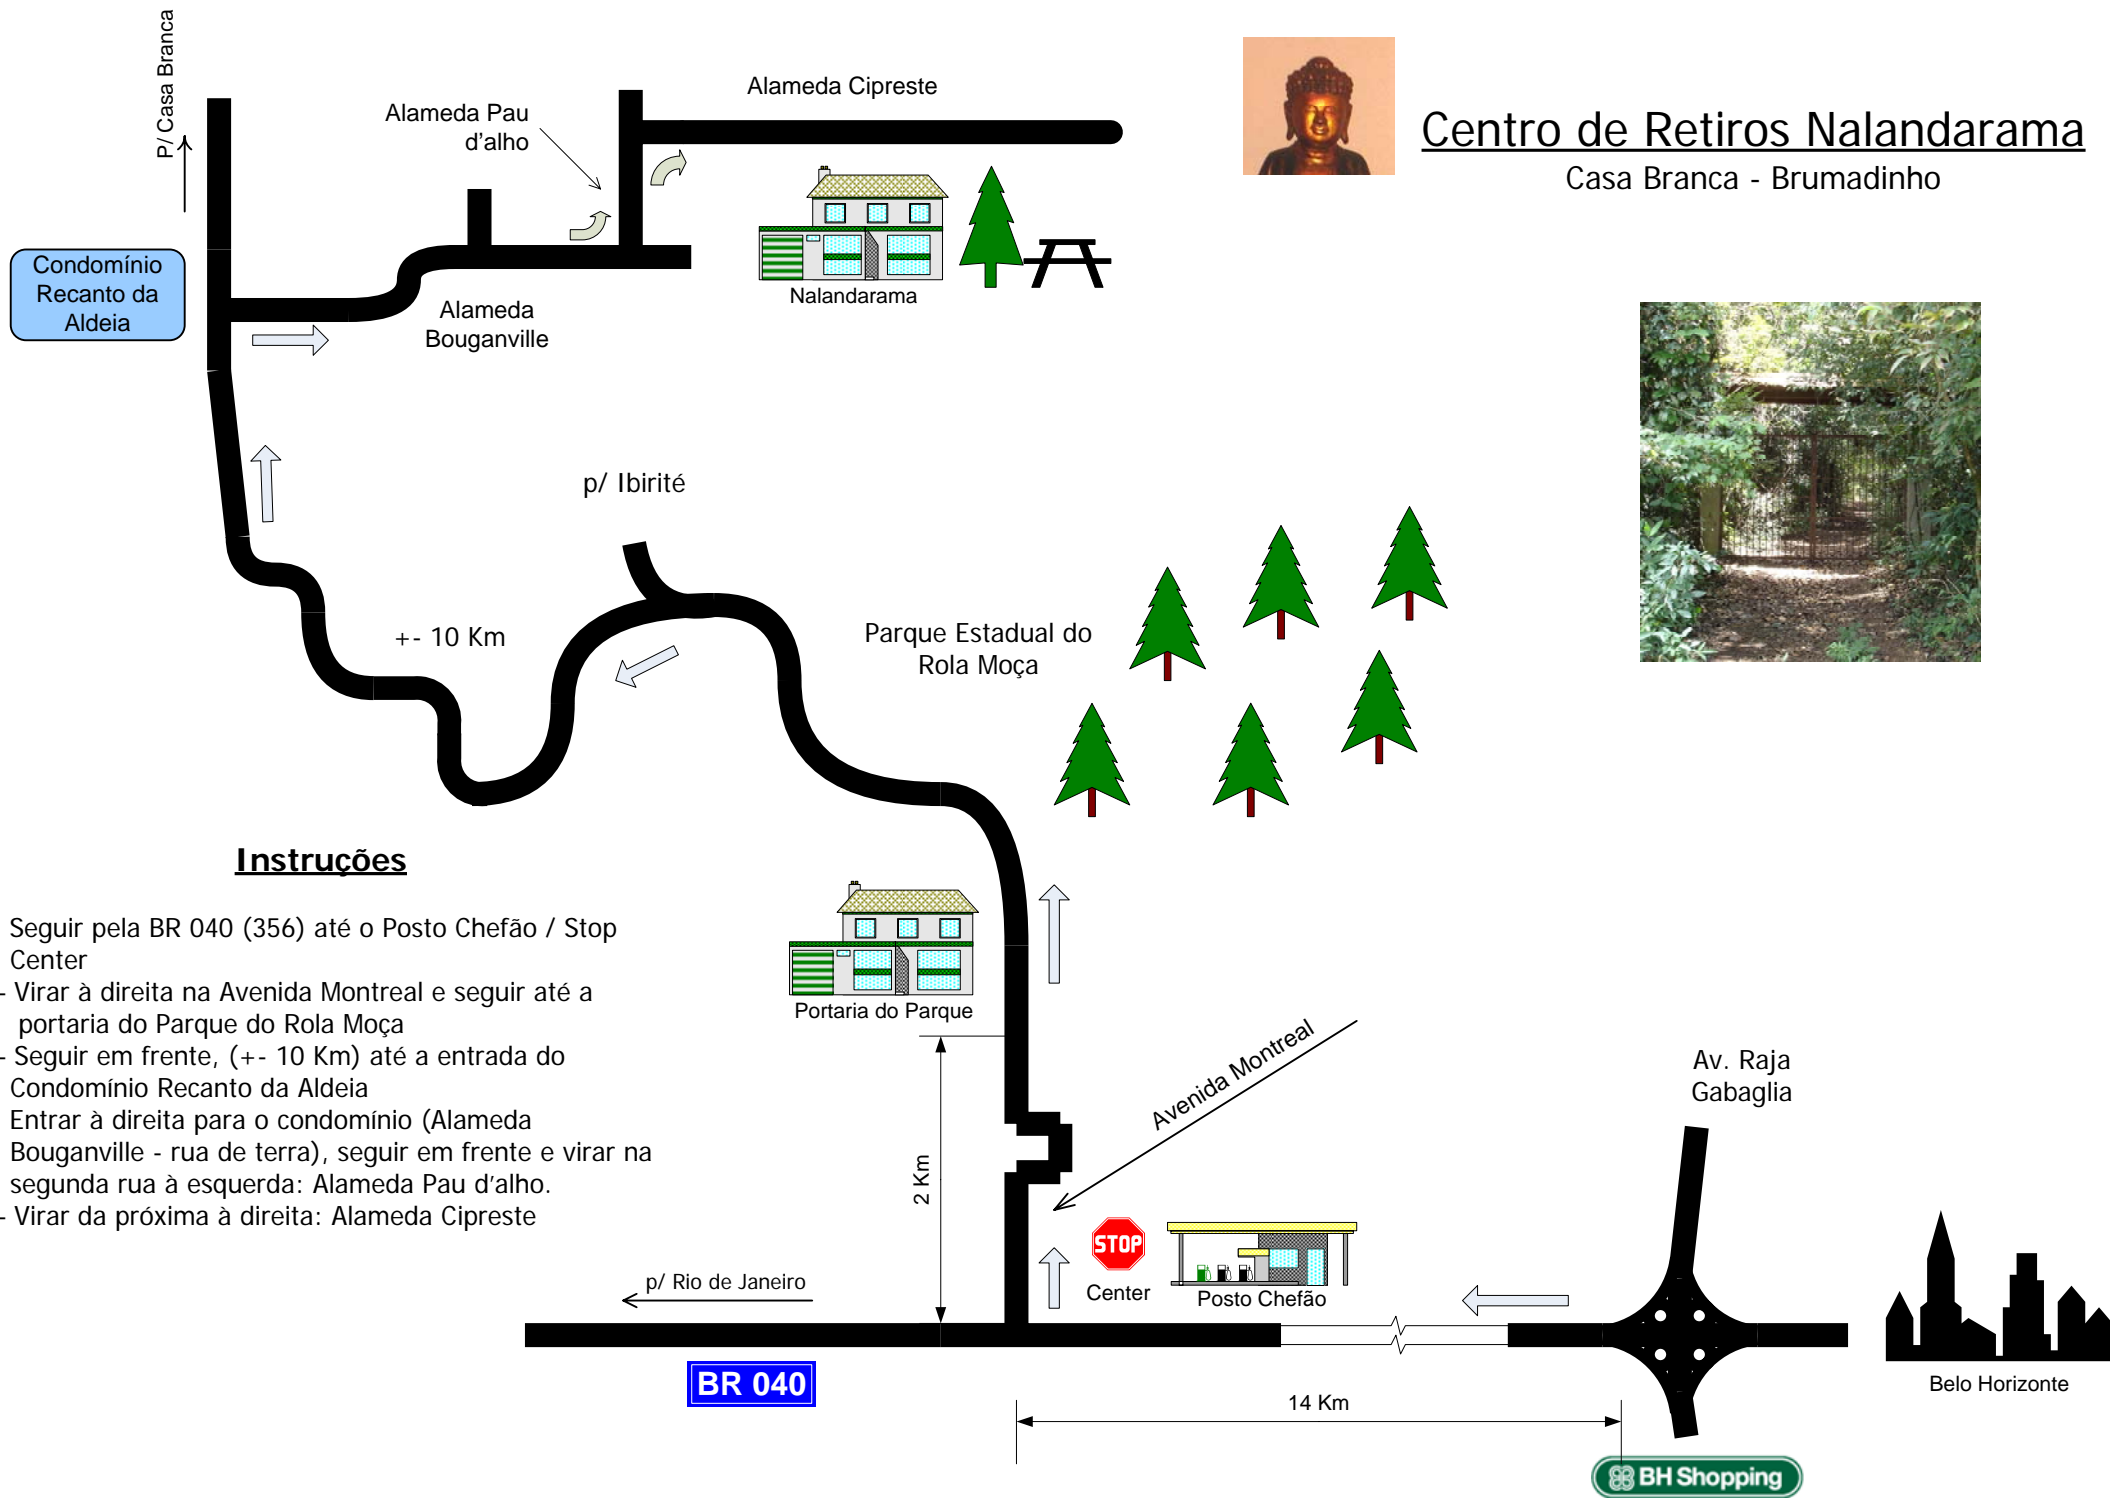 Centro de Retiros Nalandarama
Casa Branca - Brumadinho
P/ Casa Branca
Alameda Cipreste
Alameda Pau
d'alho
Condomínio
Recanto da
Aldeia
Alameda
Bouganville
Nalandarama
p/ Ibirité
+- 10 Km
Parque Estadual do
Rola Moça
Instruções
Seguir pela BR 040 (356) até o Posto Chefão / Stop
Center
- Virar à direita na Avenida Montreal e seguir até a
portaria do Parque do Rola Moça
- Seguir em frente, (+- 10 Km) até a entrada do
Condomínio Recanto da Aldeia
Entrar à direita para o condomínio (Alameda
Bouganville - rua de terra), seguir em frente e virar na
segunda rua à esquerda: Alameda Pau d'alho.
- Virar da próxima à direita: Alameda Cipreste
Portaria do Parque
2 Km
Avenida Montreal
Av. Raja
Gabaglia
STOP
Center
Posto Chefão
p/ Rio de Janeiro
BR 040
14 Km
Belo Horizonte
BH Shopping